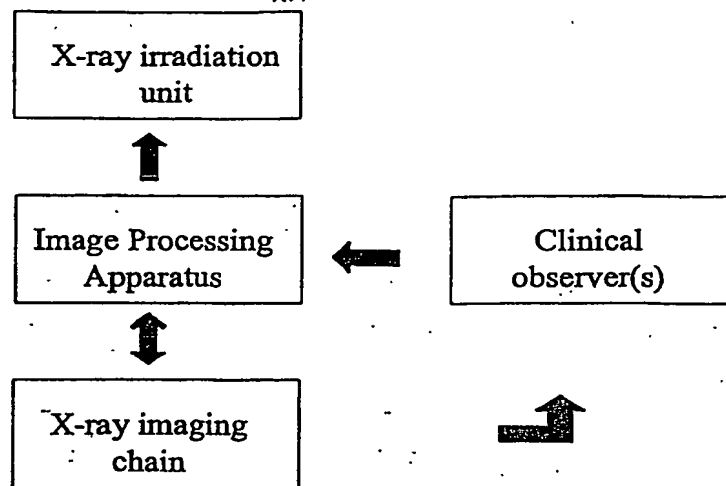 X-ray irradiation
unit
Image Processing
Apparatus
Clinical
observer(s)
X-ray imaging
chain